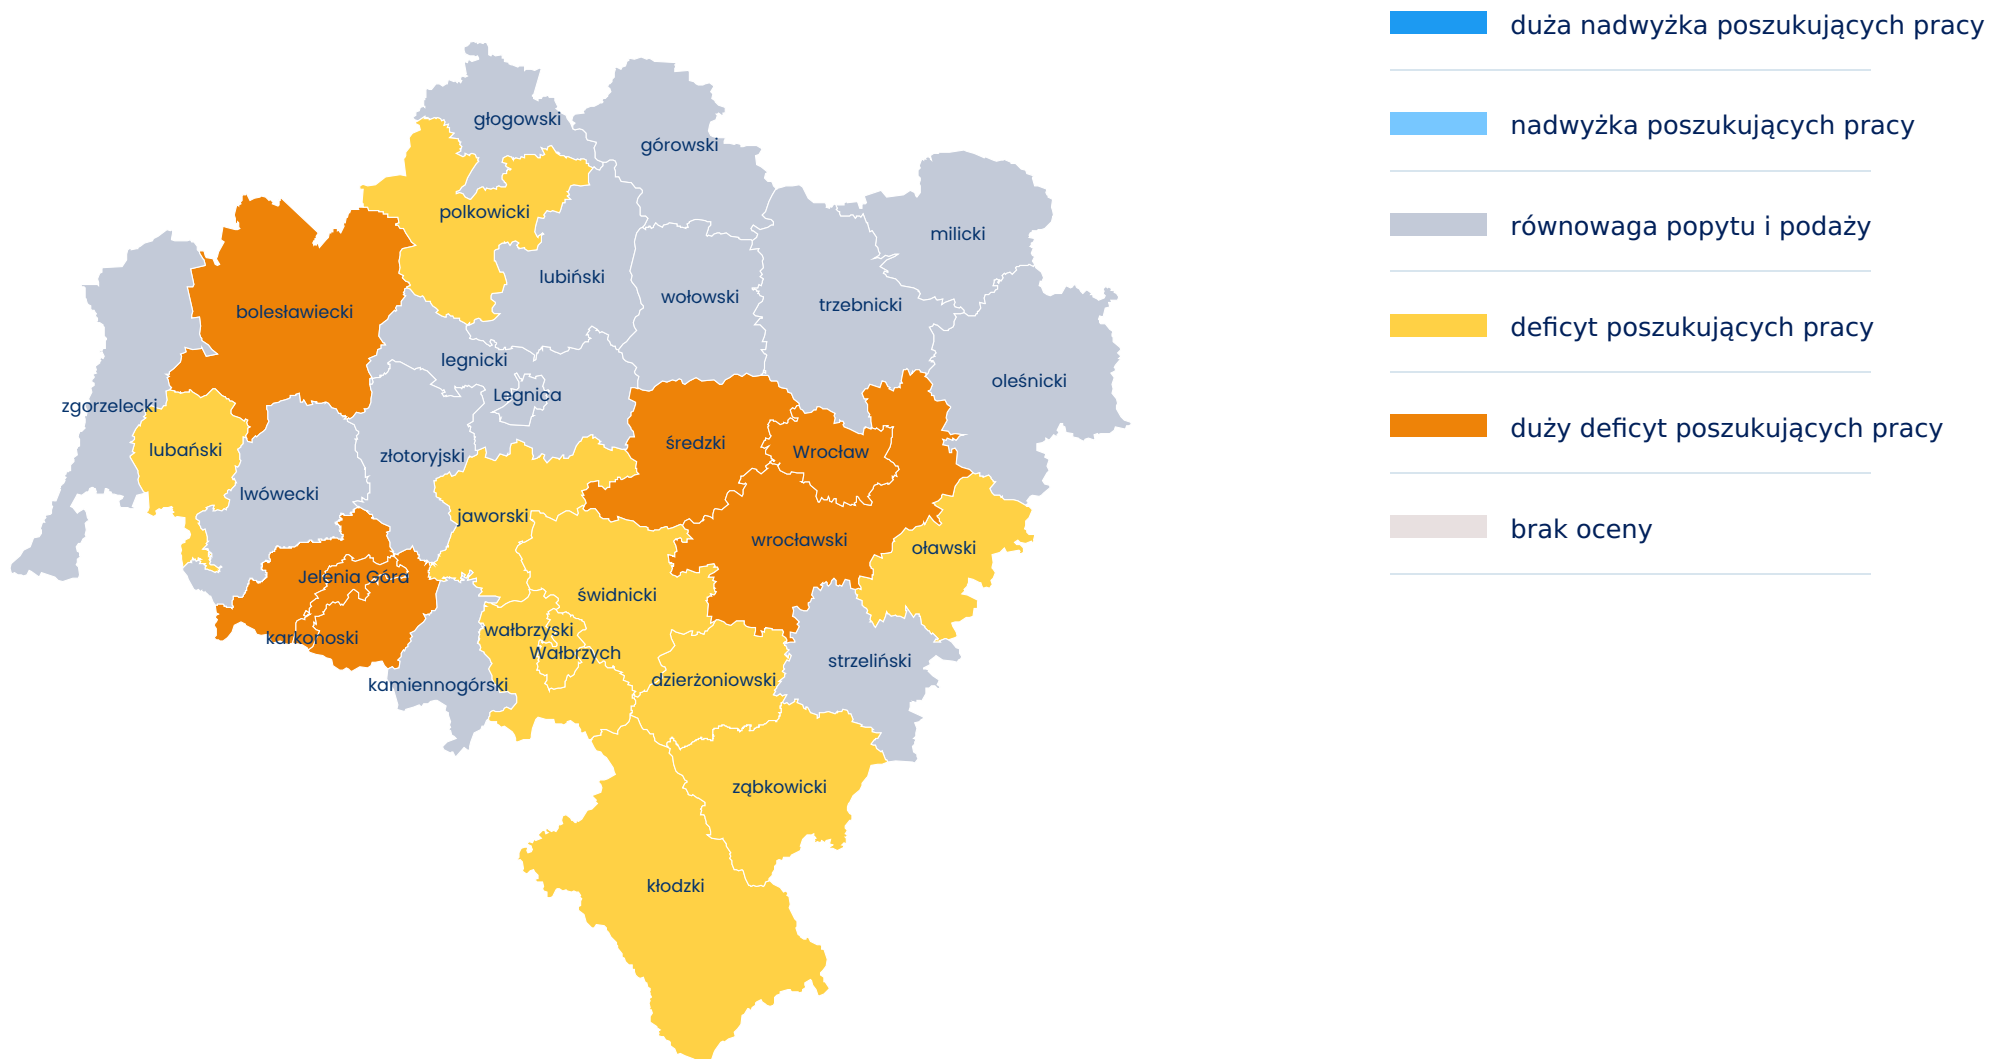 głogowski
górowski
polkowicki
milicki
lubiński
wołowski
trzebnicki
bolesławiecki
legnicki
oleśnicki
Legnica
zgorzelecki
średzki
lubański
Wrocław
złotoryjski
lwówecki
jaworski
wrocławski
oławski
Jelenia Góra
świdnicki
wałbrzyski
karkonoski
Wałbrzych
strzeliński
dzierżoniowski
kamiennogórski
ząbkowicki
kłodzki
duża nadwyżka poszukujących pracy
nadwyżka poszukujących pracy
równowaga popytu i podaży
deficyt poszukujących pracy
duży deficyt poszukujących pracy
brak oceny